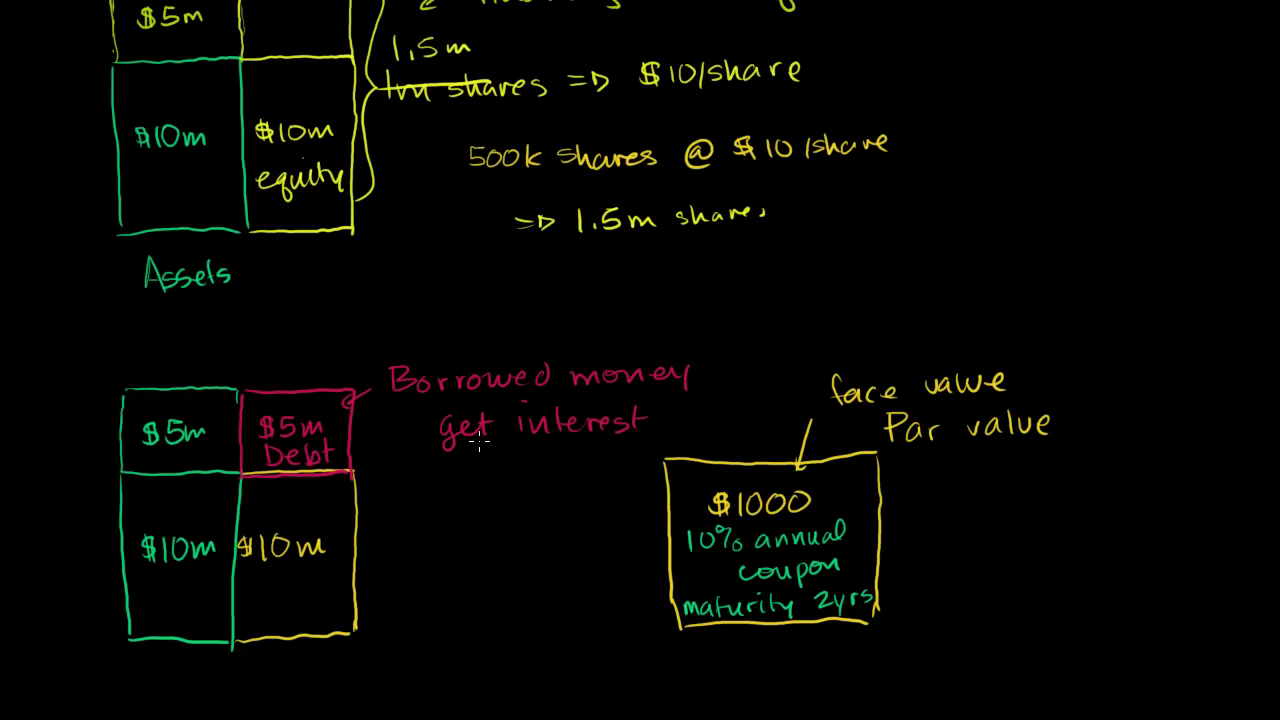 $5m
1.5m
1m shares => $10/share
$10m
$10m
equity
500k shares @ $10/share
=> 1.5m shares
Assets
Borrowed money
get interest
$5m
$5m
Debt
face value
Par value
$10m
$10m
$1000
10% annual
coupon
maturity 2yrs